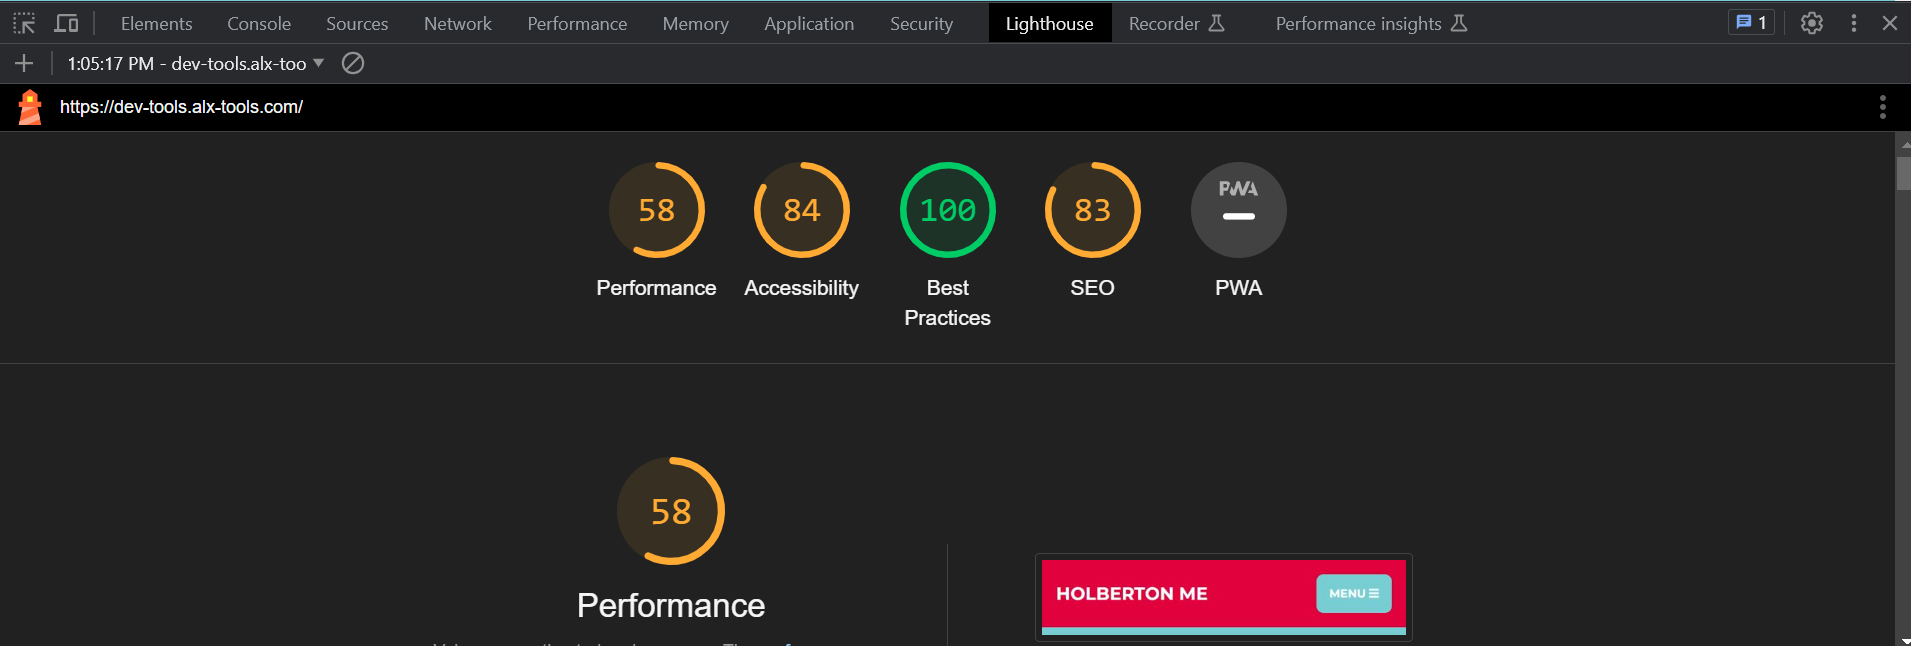 Elements Console Sources Network Performance Memory Application Security Lighthouse Recorder Performance insights 1
1:05:17 PM - dev-tools.alx-too
https://dev-tools.alx-tools.com/
58 84 100 83 PWA
Performance Accessibility Best Practices SEO PWA
58
Performance
HOLBERTON ME MENU